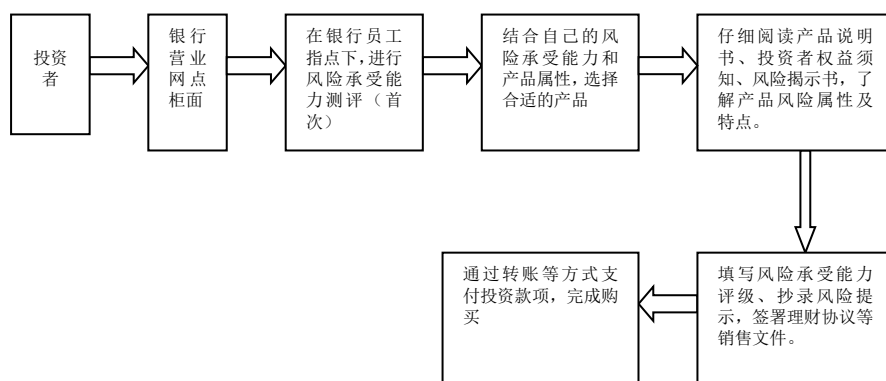 投资
者
银行
营业
网点
柜面
在银行员工
指点下，进行
风险承受能
力测评（首
次）
结合自己的风
险承受能力和
产品属性，选择
合适的产品
仔细阅读产品说明
书、投资者权益须
知、风险揭示书，了
解产品风险属性及
特点。
填写风险承受能力
评级、抄录风险提
示，签署理财协议等
销售文件。
通过转账等方式支
付投资款项，完成购
买